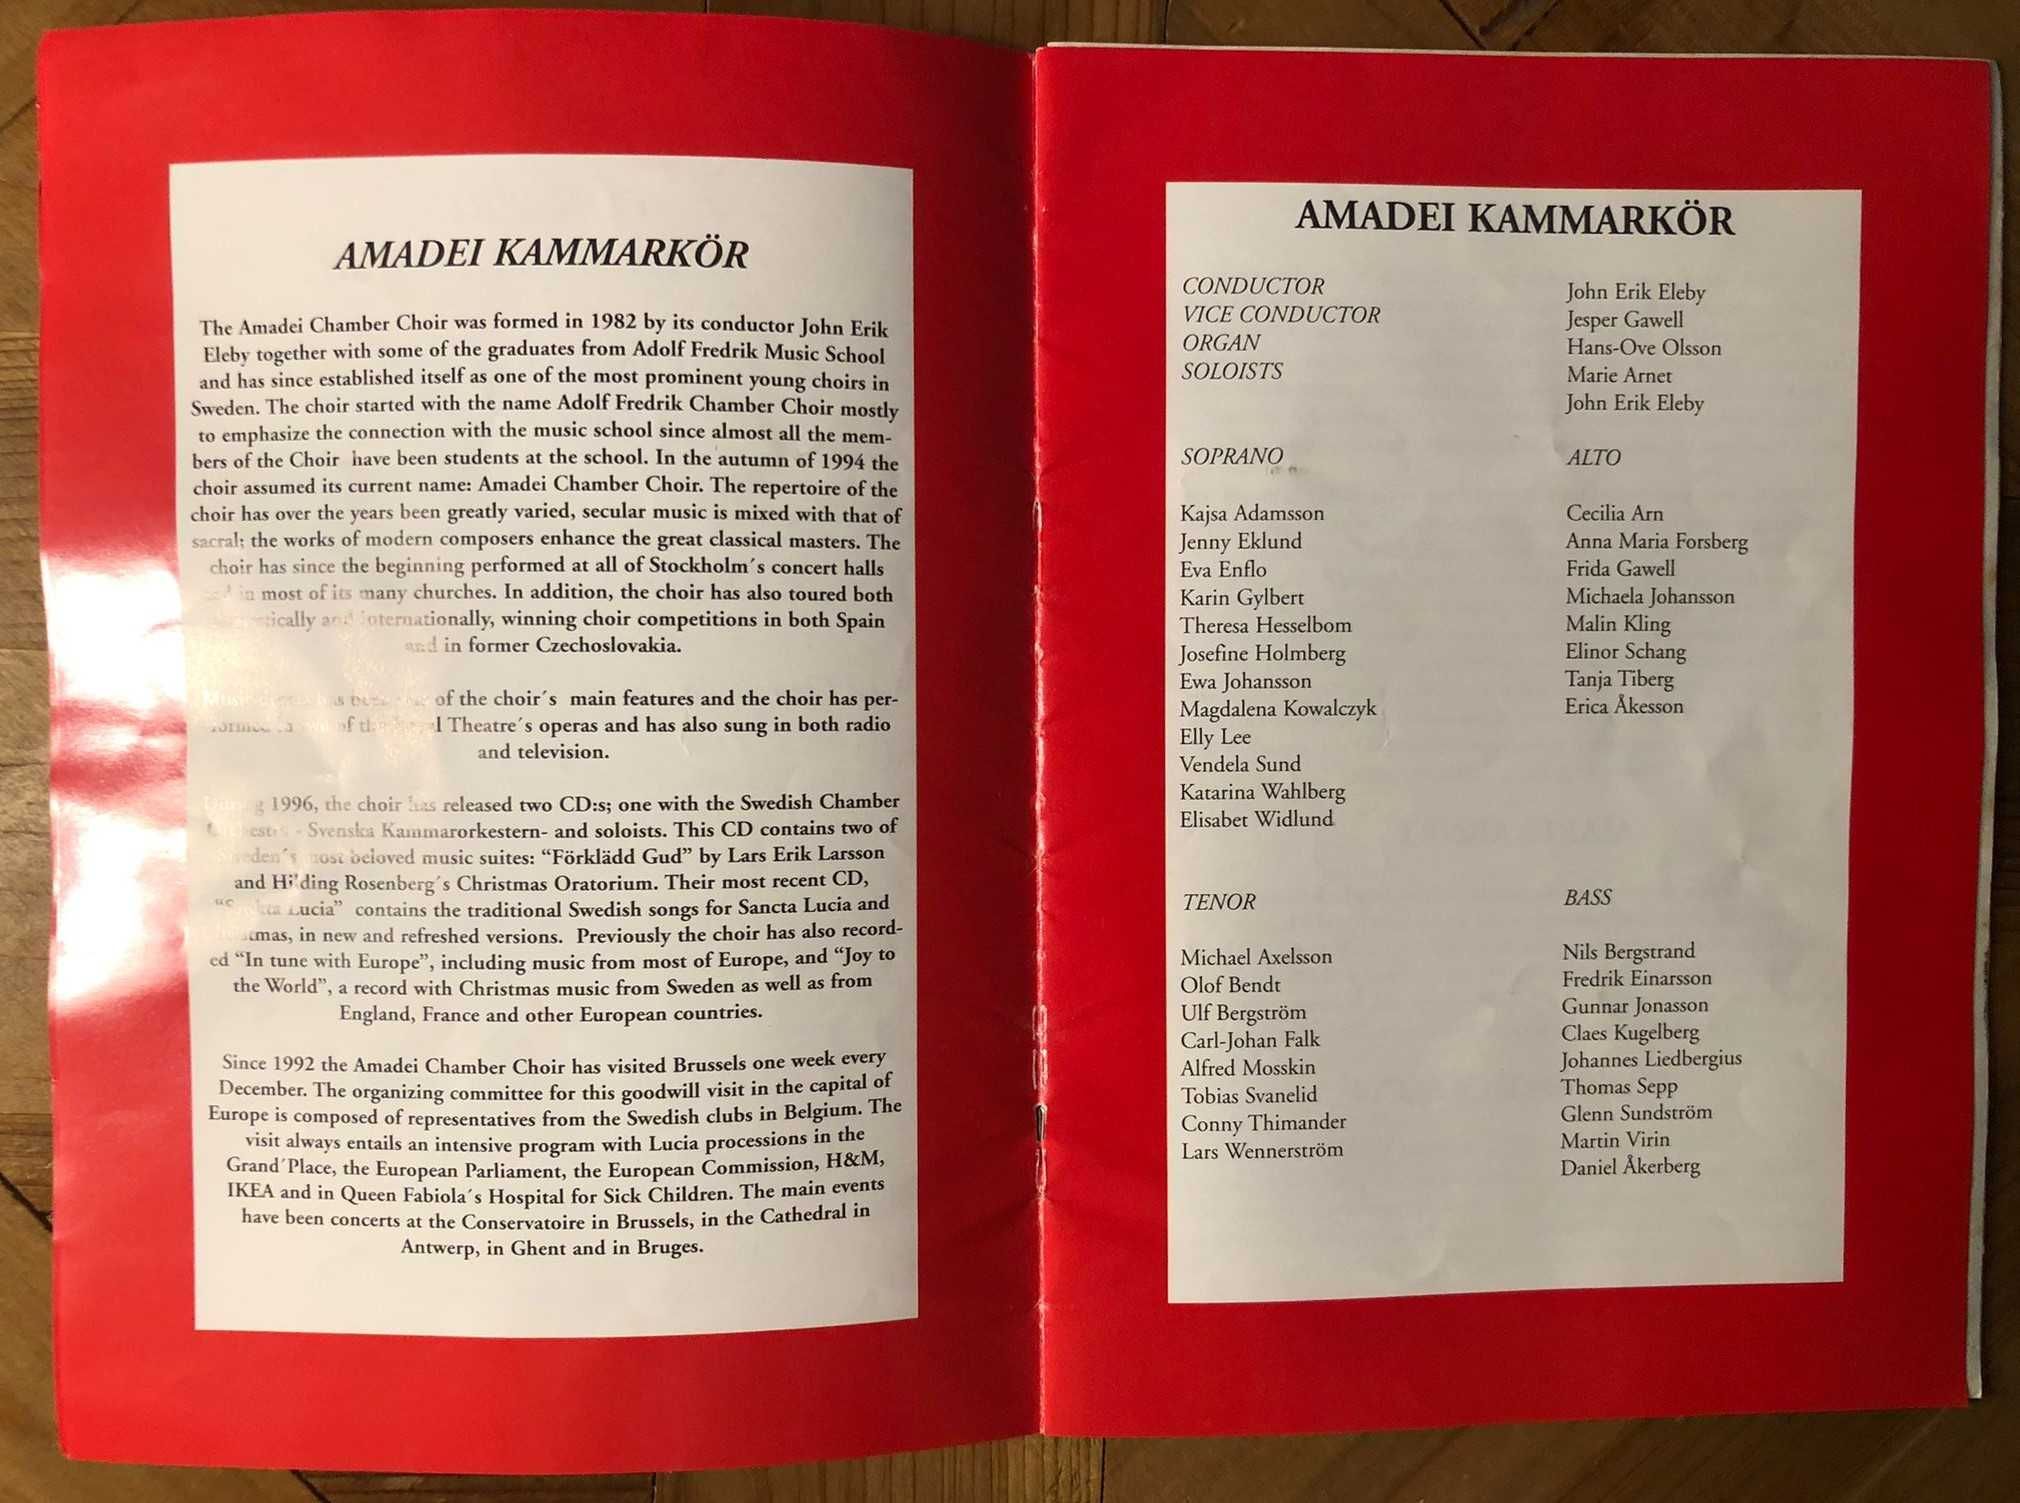 AMADEI KAMMARKÖR
The Amadei Chamber Choir was formed in 1982 by its conductor John Erik
Eleby together with some of the graduates from Adolf Fredrik Music School
and has since established itself as one of the most prominent young choirs in
Sweden. The choir started with the name Adolf Fredrik Chamber Choir mostly
to emphasize the connection with the music school since almost all the mem-
bers of the Choir have been students at the school. In the autumn of 1994 the
choir assumed its current name: Amadei Chamber Choir. The repertoire of the
choir has over the years been greatly varied, secular music is mixed with that of
sacral; the works of modern composers enhance the great classical masters. The
choir has since the beginning performed at all of Stockholm´s concert halls
in most of its many churches. In addition, the choir has also toured both
and internationally, winning choir competitions in both Spain
and in former Czechoslovakia.
of the choir´s main features and the choir has per-
formed of Theatre´s operas and has also sung in both radio
and television.
1996, the choir has released two CD:s; one with the Swedish Chamber
- Svenska Kammarorkestern- and soloists. This CD contains two of
Sweden´s most beloved music suites: “Förklädd Gud” by Lars Erik Larsson
and Hilding Rosenberg´s Christmas Oratorium. Their most recent CD,
Lucia” contains the traditional Swedish songs for Sancta Lucia and
Christmas, in new and refreshed versions. Previously the choir has also record-
ed “In tune with Europe”, including music from most of Europe, and “Joy to
the World”, a record with Christmas music from Sweden as well as from
England, France and other European countries.
Since 1992 the Amadei Chamber Choir has visited Brussels one week every
December. The organizing committee for this goodwill visit in the capital of
Europe is composed of representatives from the Swedish clubs in Belgium. The
visit always entails an intensive program with Lucia processions in the
Grand´Place, the European Parliament, the European Commission, H&M,
IKEA and in Queen Fabiola´s Hospital for Sick Children. The main events
have been concerts at the Conservatoire in Brussels, in the Cathedral in
Antwerp, in Ghent and in Bruges.
AMADEI KAMMARKÖR
CONDUCTOR John Erik Eleby
VICE CONDUCTOR Jesper Gawell
ORGAN Hans-Ove Olsson
SOLOISTS Marie Arnet
John Erik Eleby
SOPRANO
Kajsa Adamsson
Jenny Eklund
Eva Enflo
Karin Gylbert
Theresa Hesselbom
Josefine Holmberg
Ewa Johansson
Magdalena Kowalczyk
Elly Lee
Vendela Sund
Katarina Wahlberg
Elisabet Widlund
ALTO
Cecilia Arn
Anna Maria Forsberg
Frida Gawell
Michaela Johansson
Malin Kling
Elinor Schang
Tanja Tiberg
Erica Åkesson
TENOR
Michael Axelsson
Olof Bendt
Ulf Bergström
Carl-Johan Falk
Alfred Mosskin
Tobias Svanelid
Conny Thimander
Lars Wennerström
BASS
Nils Bergstrand
Fredrik Einarsson
Gunnar Jonasson
Claes Kugelberg
Johannes Liedbergius
Thomas Sepp
Glenn Sundström
Martin Virin
Daniel Åkerberg